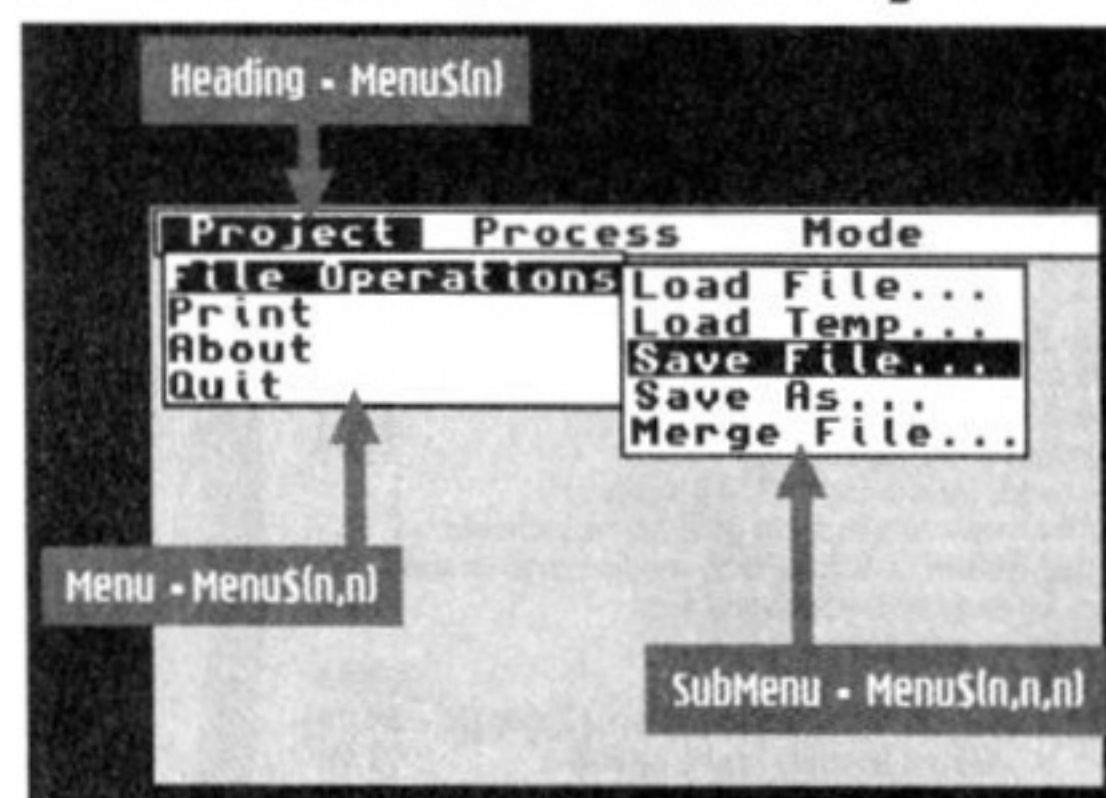 Heading - Menu$(n)
Project Process Mode
File Operations
Print
About
Quit
Load File...
Load Temp...
Save File...
Save As...
Merge File...
Menu - Menu$(n,n)
SubMenu - Menu$(n,n,n)